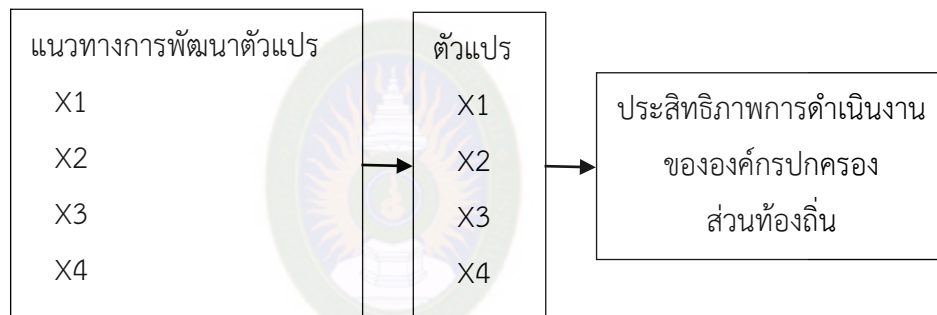 แนวทางการพัฒนาตัวแปร
X1
X2
X3
X4
ตัวแปร
X1
X2
X3
X4
ประสิทธิภาพการดำเนินงาน
ขององค์กรปกครอง
ส่วนท้องถิ่น